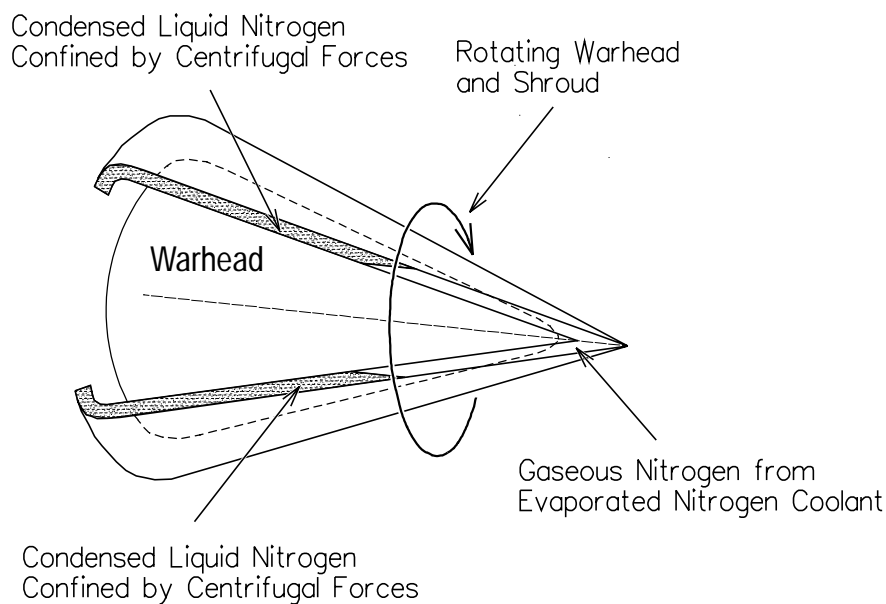 Condensed Liquid Nitrogen
Confined by Centrifugal Forces
Rotating Warhead
and Shroud
Warhead
Gaseous Nitrogen from
Evaporated Nitrogen Coolant
Condensed Liquid Nitrogen
Confined by Centrifugal Forces